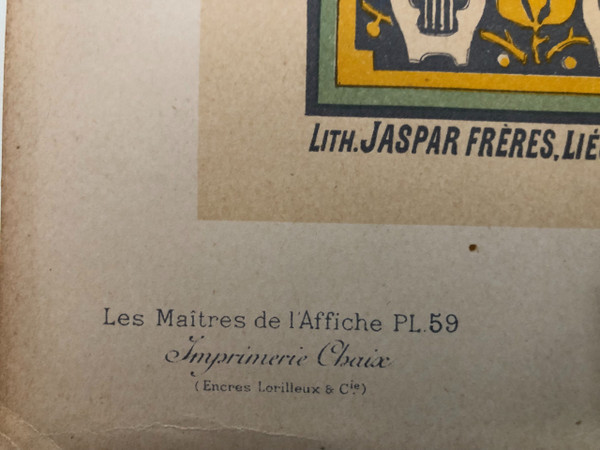 LITH. JASPAR FRÈRES, LIÉ
Les Maîtres de l'Affiche PL.59
Imprimerie Chaix
(Encres Lorilleux & Cie)